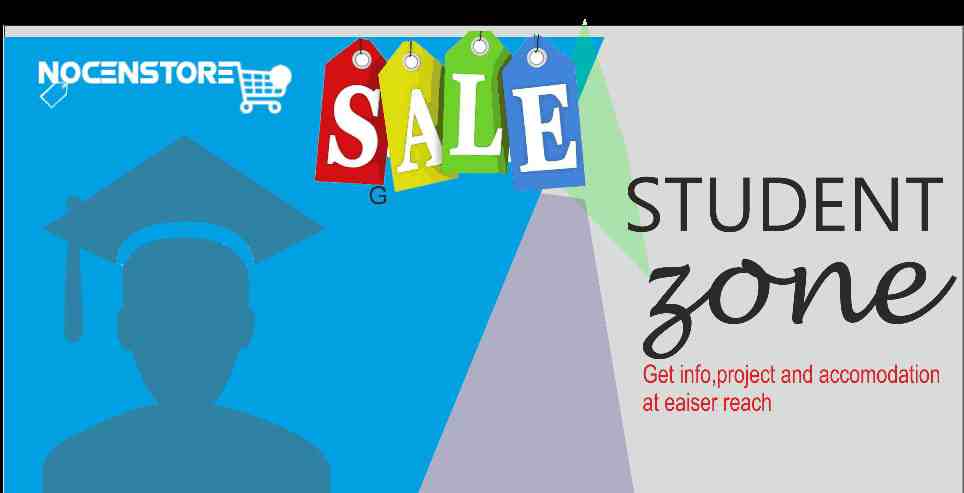 NOCENSTORE
SALE
G
STUDENT
zone
Get info,project and accomodation
at eaiser reach